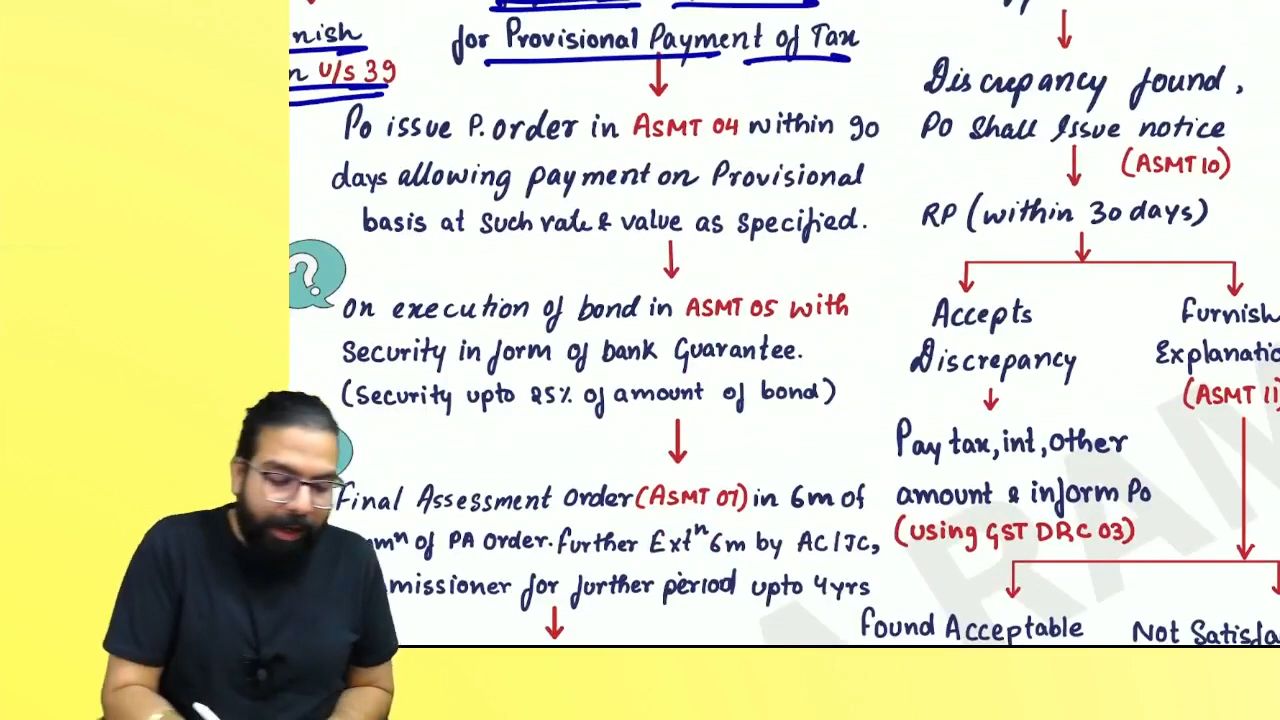 nish
n u/s 39
for Provisional Payment of Tax
Po issue P. order in ASMT 04 within 90
days allowing payment on Provisional
basis at such rate & value as specified.
?
On execution of bond in ASMT 05 with
security in form of bank Guarantee.
(Security upto 25% of amount of bond)
Final Assessment Order (ASMT 07) in 6m of
mmⁿ of PA Order. further Extⁿ 6m by AC/JC,
missioner for further period upto 4yrs
Discrepancy found,
PO Shall Issue notice
(ASMT 10)
RP (within 30 days)
Accepts
Discrepancy
Pay tax, int, other
amount & inform Po
(using GST DRC 03)
furnish
Explanatio
(ASMT 11)
found Acceptable
Not Satisfa
RAM